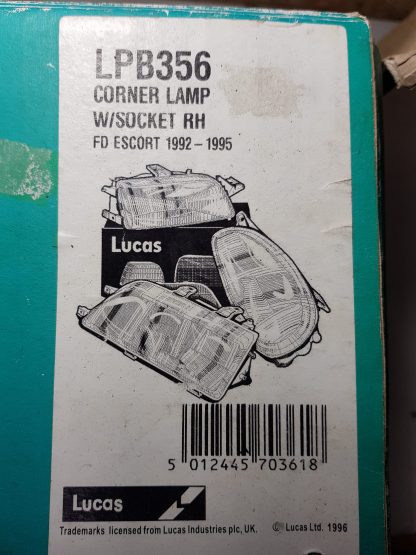 LPB356
CORNER LAMP
W/SOCKET RH
FD ESCORT 1992-1995
Lucas
5 012445 703618
Lucas
Trademarks licensed from Lucas Industries plc, UK. © Lucas Ltd. 1996